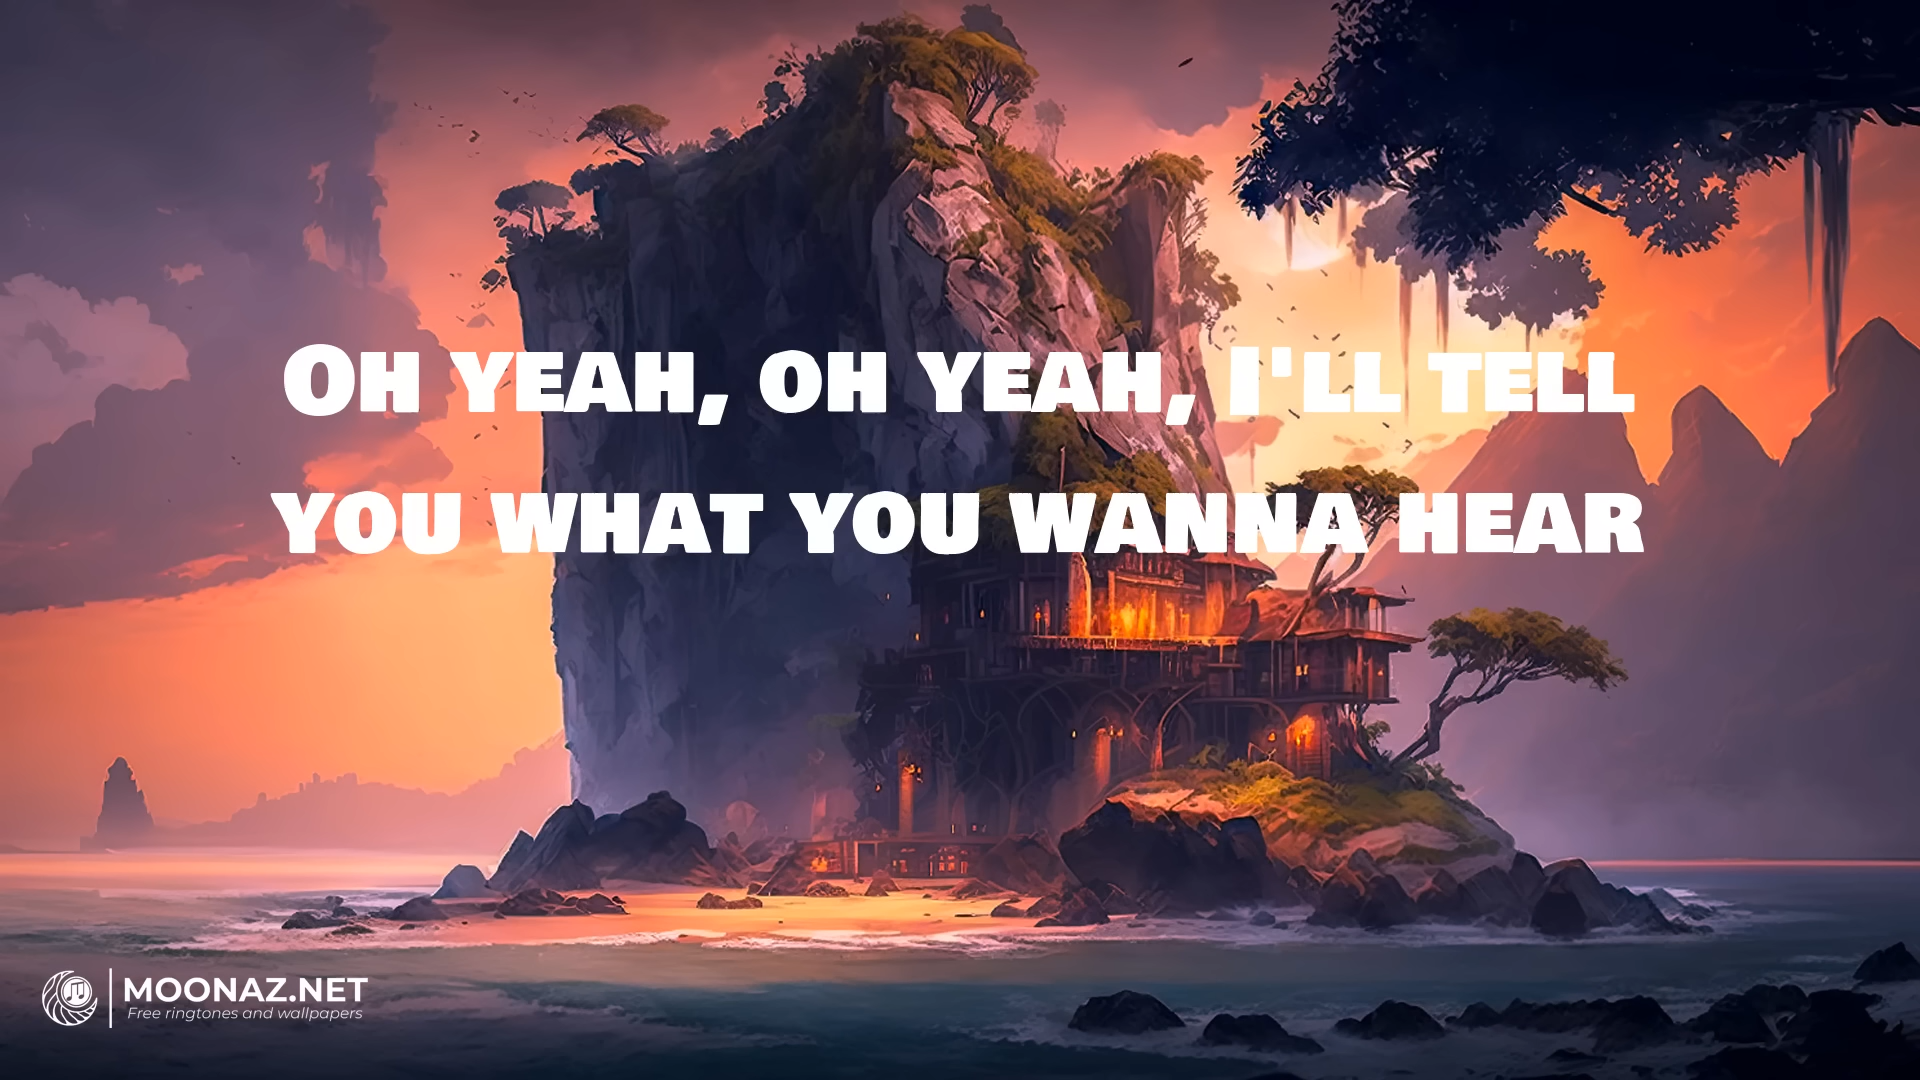 Oh yeah, oh yeah, I'll tell
you what you wanna hear
MOONAZ.NET
Free ringtones and wallpapers